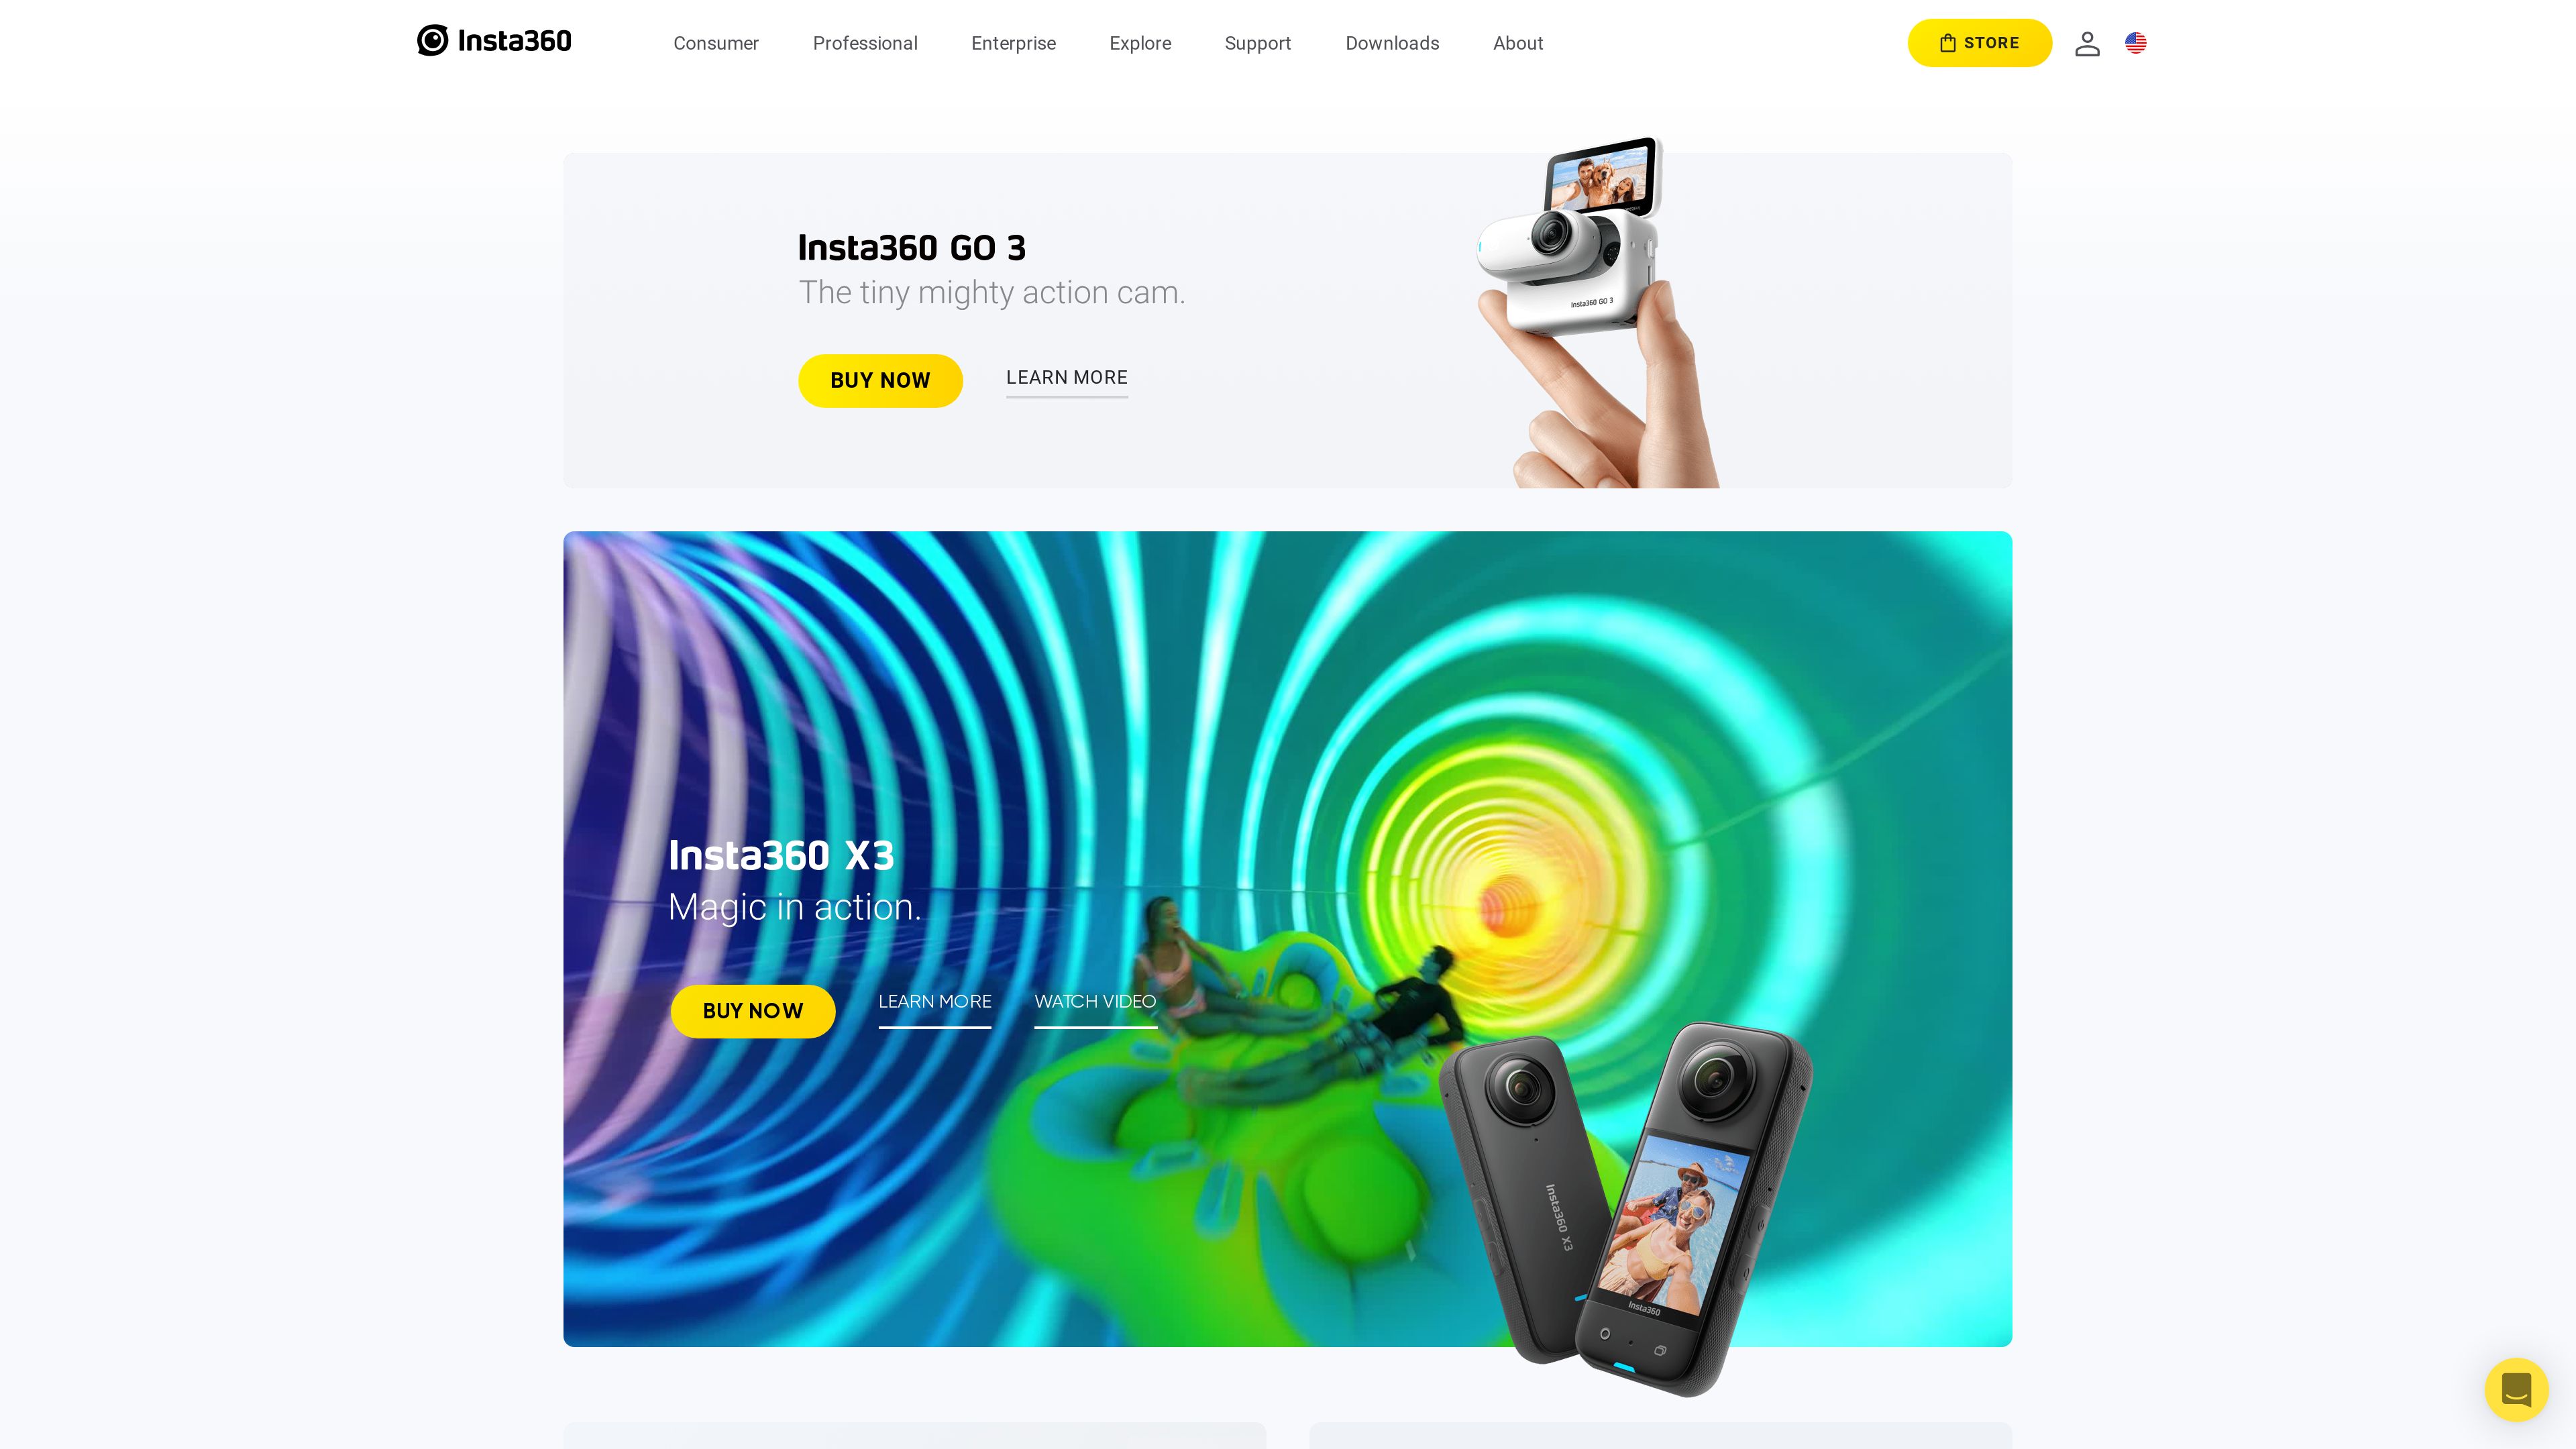 Insta360
Consumer
Professional
Enterprise
Explore
Support
Downloads
About
STORE
Insta360 GO 3
The tiny mighty action cam.
BUY NOW
LEARN MORE
Insta360 GO 3
Insta360 X3
Magic in action.
BUY NOW
LEARN MORE
WATCH VIDEO
Insta360 X3
Insta360